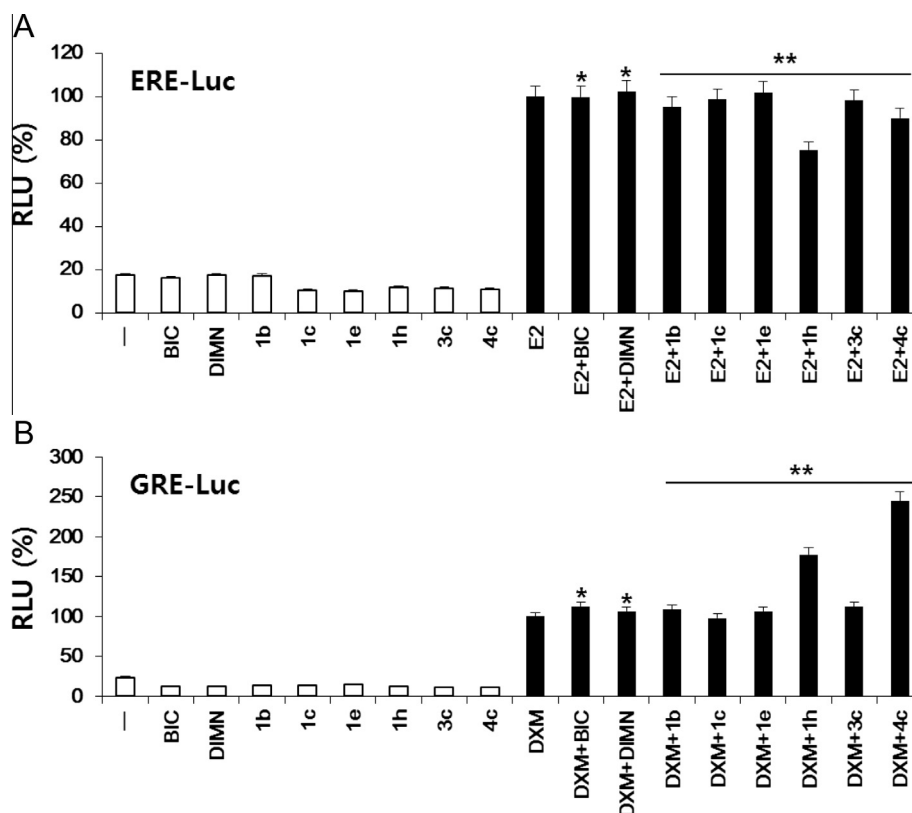 A
ERE-Luc
RLU (%)
120
100
80
60
40
20
0
* * **
— BIC DIMN 1b 1c 1e 1h 3c 4c E2 E2+BIC E2+DIMN E2+1b E2+1c E2+1e E2+1h E2+3c E2+4c
B
GRE-Luc
RLU (%)
300
250
200
150
100
50
0
* * **
— BIC DIMN 1b 1c 1e 1h 3c 4c DXM DXM+BIC DXM+DIMN DXM+1b DXM+1c DXM+1e DXM+1h DXM+3c DXM+4c